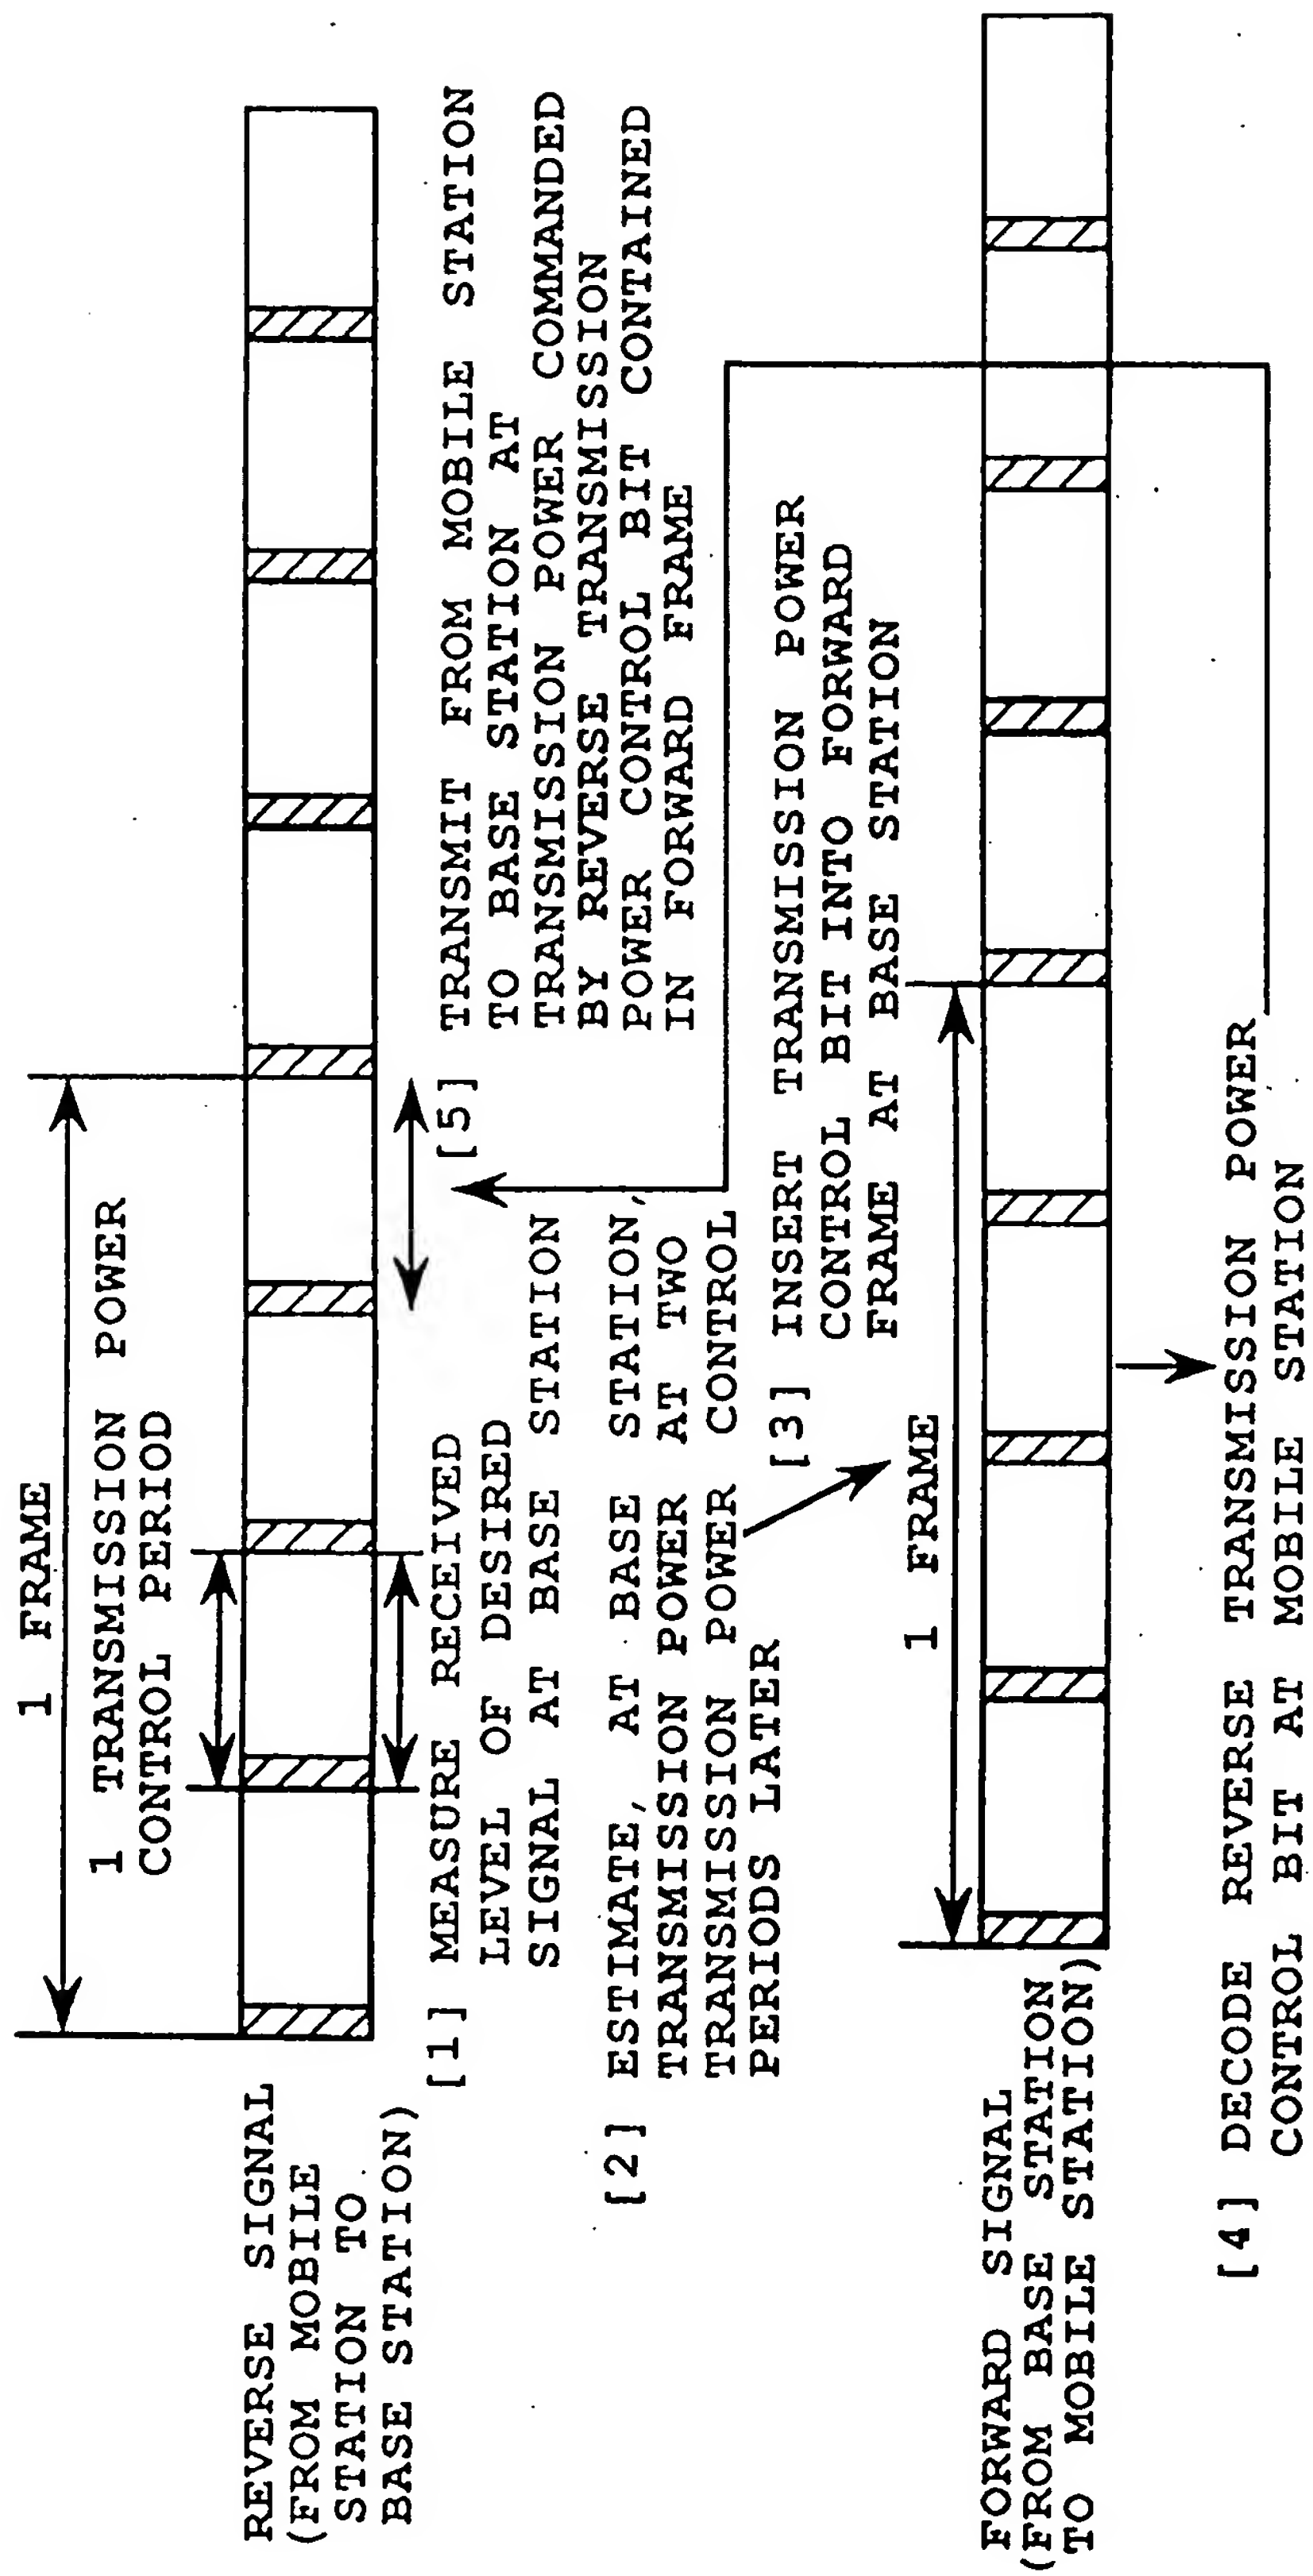 1 FRAME
1 TRANSMISSION POWER
CONTROL PERIOD
REVERSE SIGNAL
(FROM MOBILE
STATION TO
BASE STATION)
[1] MEASURE RECEIVED
LEVEL OF DESIRED
SIGNAL AT BASE STATION
[2] ESTIMATE, AT BASE STATION,
TRANSMISSION POWER AT TWO
TRANSMISSION POWER CONTROL
PERIODS LATER
[5] TRANSMIT FROM MOBILE STATION
TO BASE STATION AT
TRANSMISSION POWER COMMANDED
BY REVERSE TRANSMISSION
POWER CONTROL BIT CONTAINED
IN FORWARD FRAME
[3] INSERT TRANSMISSION POWER
CONTROL BIT INTO FORWARD
FRAME AT BASE STATION
1 FRAME
FORWARD SIGNAL
(FROM BASE STATION
TO MOBILE STATION)
[4] DECODE REVERSE TRANSMISSION POWER
CONTROL BIT AT MOBILE STATION